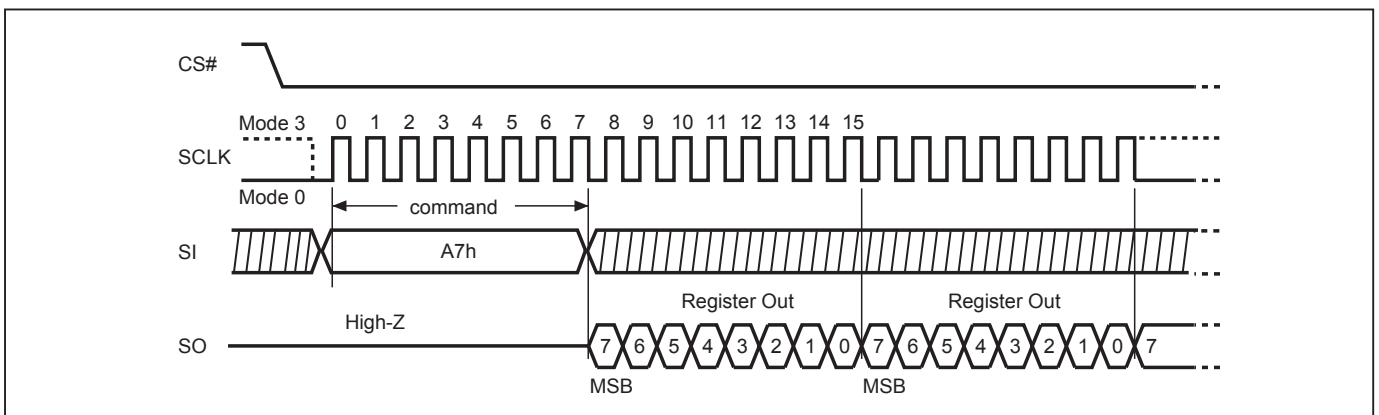 CS#
Mode 3 0 1 2 3 4 5 6 7 8 9 10 11 12 13 14 15
SCLK
Mode 0
command
SI A7h
Register Out Register Out
High-Z
SO 7 6 5 4 3 2 1 0 7 6 5 4 3 2 1 0 7
MSB MSB